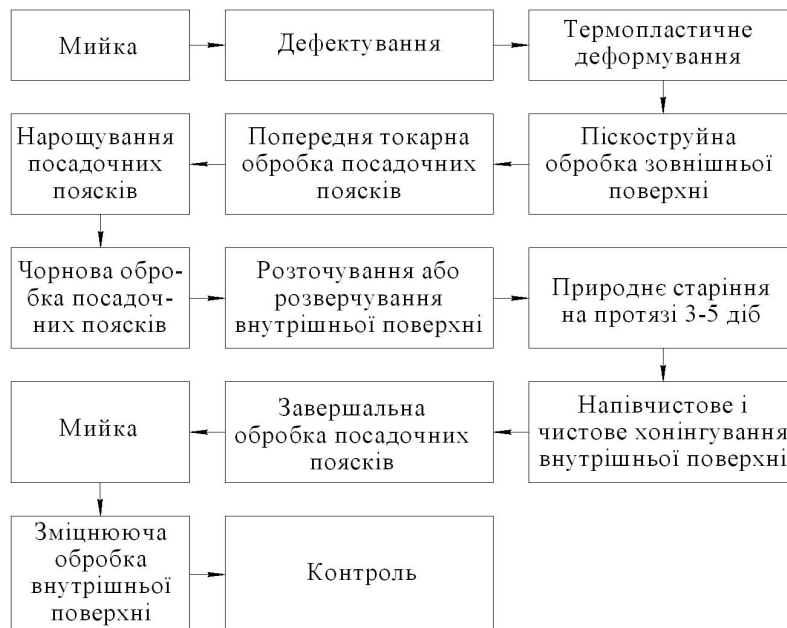 Мийка
Дефектування
Термопластичне
деформування
Нарощування
посадочних
поясків
Попередня токарна
обробка посадочних
поясків
Піскоструйна
обробка зовнішньої
поверхні
Чорнова обро-
бка посадоч-
них поясків
Розточування або
розверчування
внутрішньої поверхні
Природнє старіння
на протязі 3-5 діб
Мийка
Завершальна
обробка посадочних
поясків
Напівчистове і
чистове хонінгування
внутрішньої поверхні
Зміцнююча
обробка
внутрішньої
поверхні
Контроль